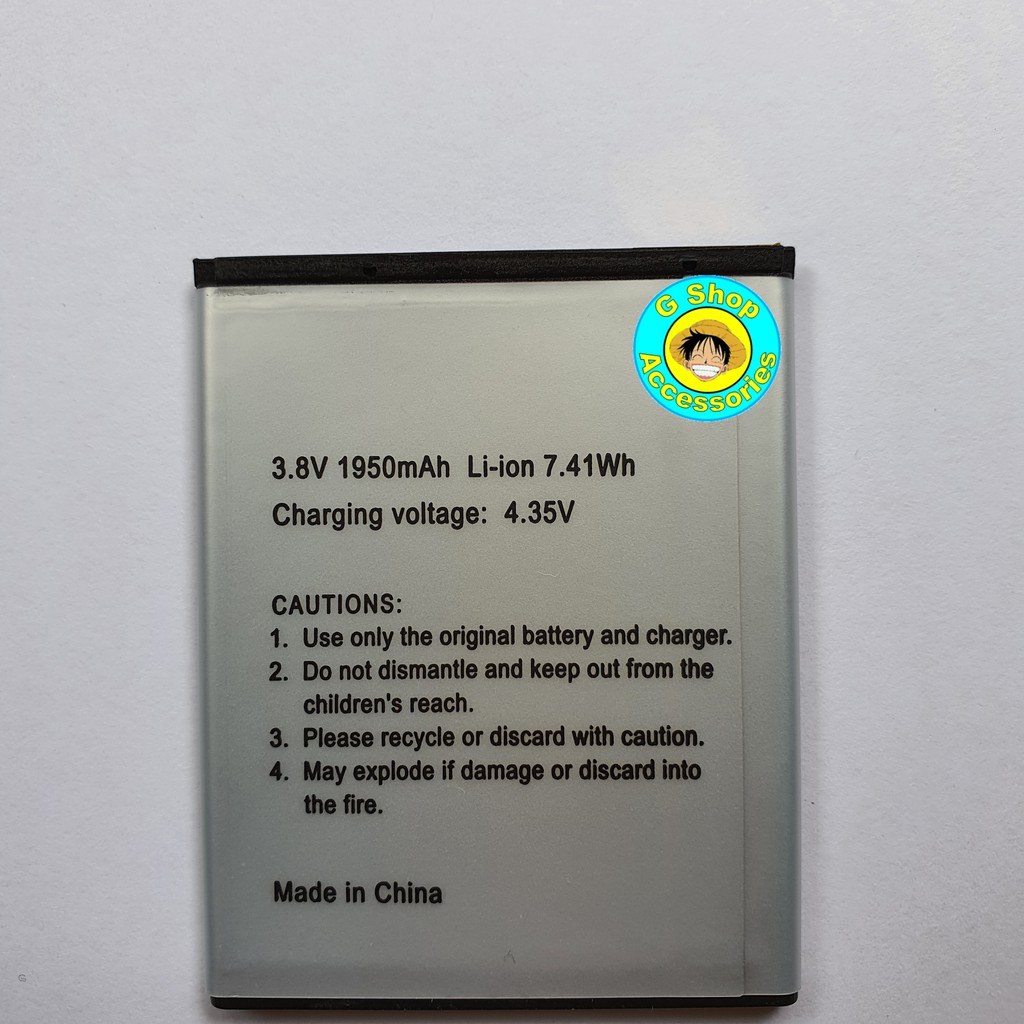 G Shop
Accessories
3.8V 1950mAh Li-ion 7.41Wh
Charging voltage: 4.35V
CAUTIONS:
1. Use only the original battery and charger.
2. Do not dismantle and keep out from the
children's reach.
3. Please recycle or discard with caution.
4. May explode if damage or discard into
the fire.
Made in China